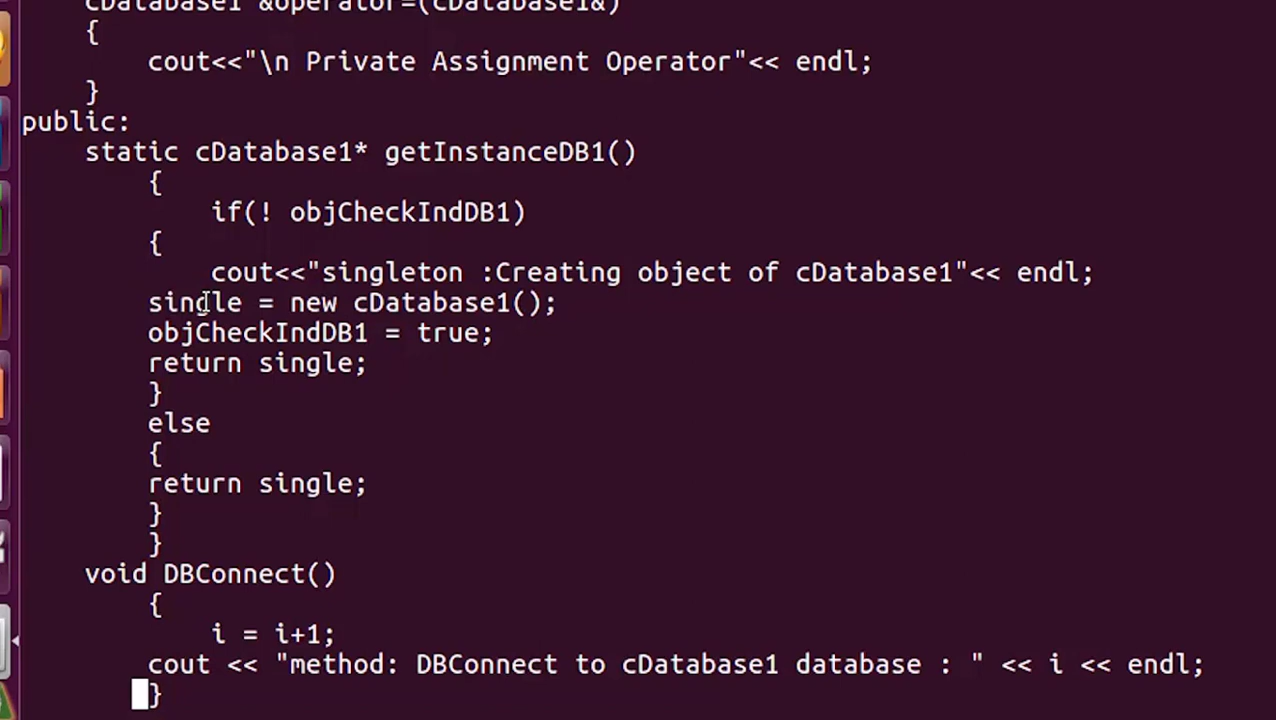 cDatabase1 &operator=(cDatabase1&)
{
cout<<"\n Private Assignment Operator"<< endl;
}
public:
static cDatabase1* getInstanceDB1()
{
if(! objCheckIndDB1)
{
cout<<"singleton :Creating object of cDatabase1"<< endl;
single = new cDatabase1();
objCheckIndDB1 = true;
return single;
}
else
{
return single;
}
}
void DBConnect()
{
i = i+1;
cout << "method: DBConnect to cDatabase1 database : " << i << endl;
}